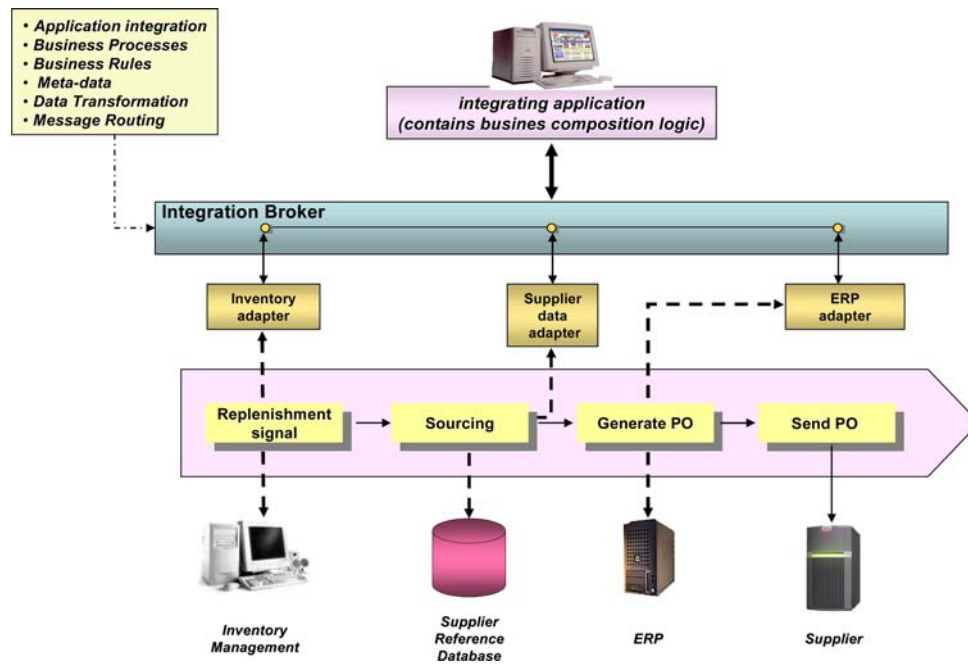 • Application integration
• Business Processes
• Business Rules
• Meta-data
• Data Transformation
• Message Routing
integrating application
(contains busines composition logic)
Integration Broker
Inventory
adapter
Supplier
data
adapter
ERP
adapter
Replenishment
signal
Sourcing
Generate PO
Send PO
Inventory
Management
Supplier
Reference
Database
ERP
Supplier